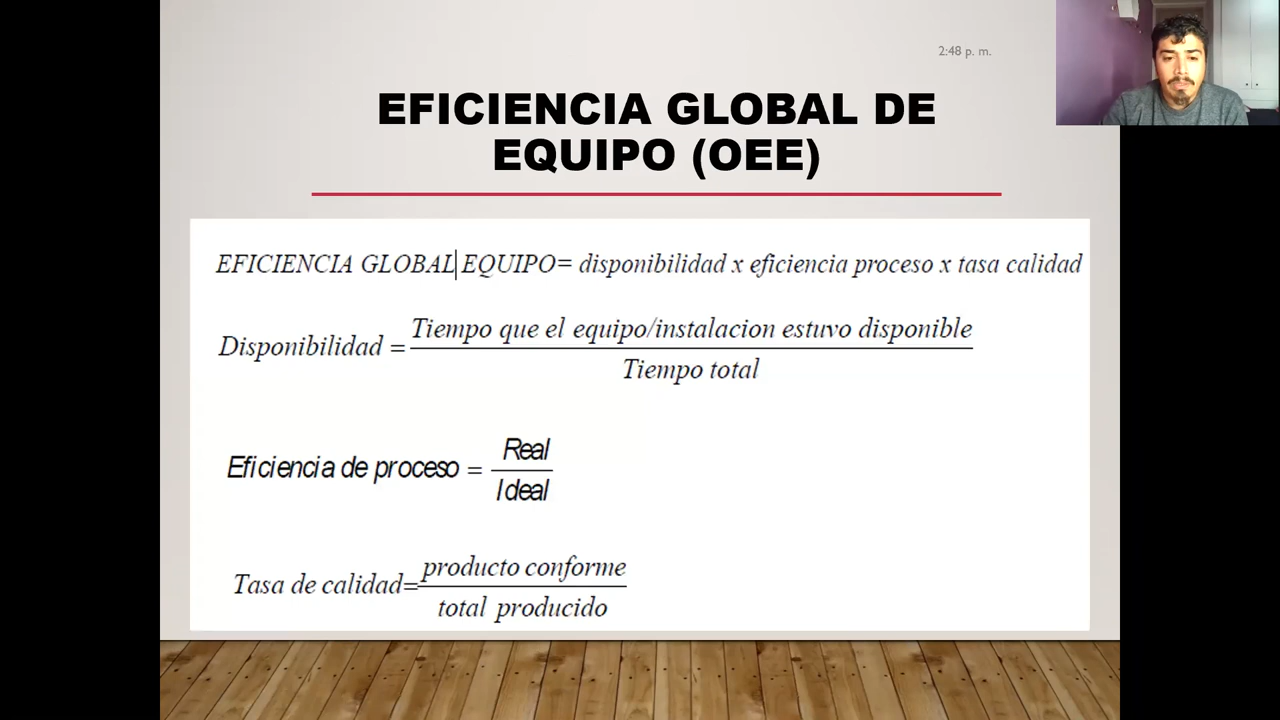 2:48 p. m.
EFICIENCIA GLOBAL DE
EQUIPO (OEE)
EFICIENCIA GLOBAL EQUIPO= disponibilidad x eficiencia proceso x tasa calidad
Disponibilidad = Tiempo que el equipo/instalacion estuvo disponible
Tiempo total
Eficiencia de proceso = Real
Ideal
Tasa de calidad= producto conforme
total producido